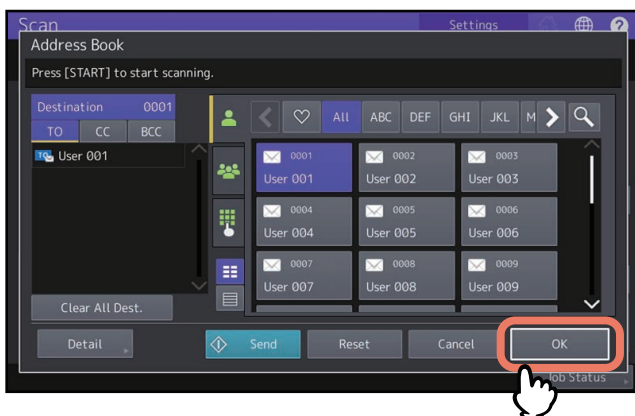 Scan
Settings
?
Address Book
Press [START] to start scanning.
Destination 0001
TO CC BCC
TO User 001
Clear All Dest.
All ABC DEF GHI JKL M
0001
User 001
0002
User 002
0003
User 003
0004
User 004
0005
User 005
0006
User 006
0007
User 007
0008
User 008
0009
User 009
Detail
Send
Reset
Cancel
OK
Job Status